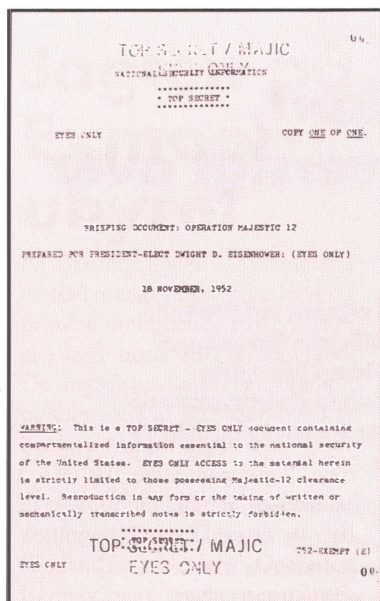 00
TOP SECRET / MAJIC
EYES ONLY
NATIONAL SECURITY INFORMATION
* TOP SECRET *
EYES ONLY COPY ONE OF ONE.
BRIEFING DOCUMENT: OPERATION MAJESTIC 12
PREPARED FOR PRESIDENT-ELECT DWIGHT D. EISENHOWER: (EYES ONLY)
18 NOVEMBER, 1952
WARNING: This is a TOP SECRET - EYES ONLY document containing
compartmentalized information essential to the national security
of the United States. EYES ONLY ACCESS to the material herein
is strictly limited to those possessing Majestic-12 clearance
level. Reproduction in any form or the taking of written or
mechanically transcribed notes is strictly forbidden.
TOP SECRET
TOP SECRET / MAJIC T52-EXEMPT (E)
EYES ONLY EYES ONLY
00